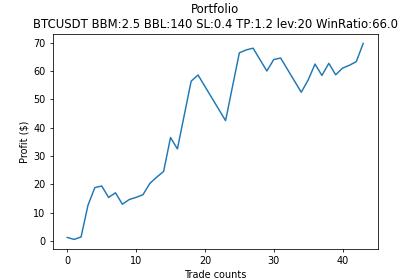 Portfolio
BTCUSDT BBM:2.5 BBL:140 SL:0.4 TP:1.2 lev:20 WinRatio:66.0
70
60
50
40
30
20
10
0
Profit ($)
0 10 20 30 40
Trade counts